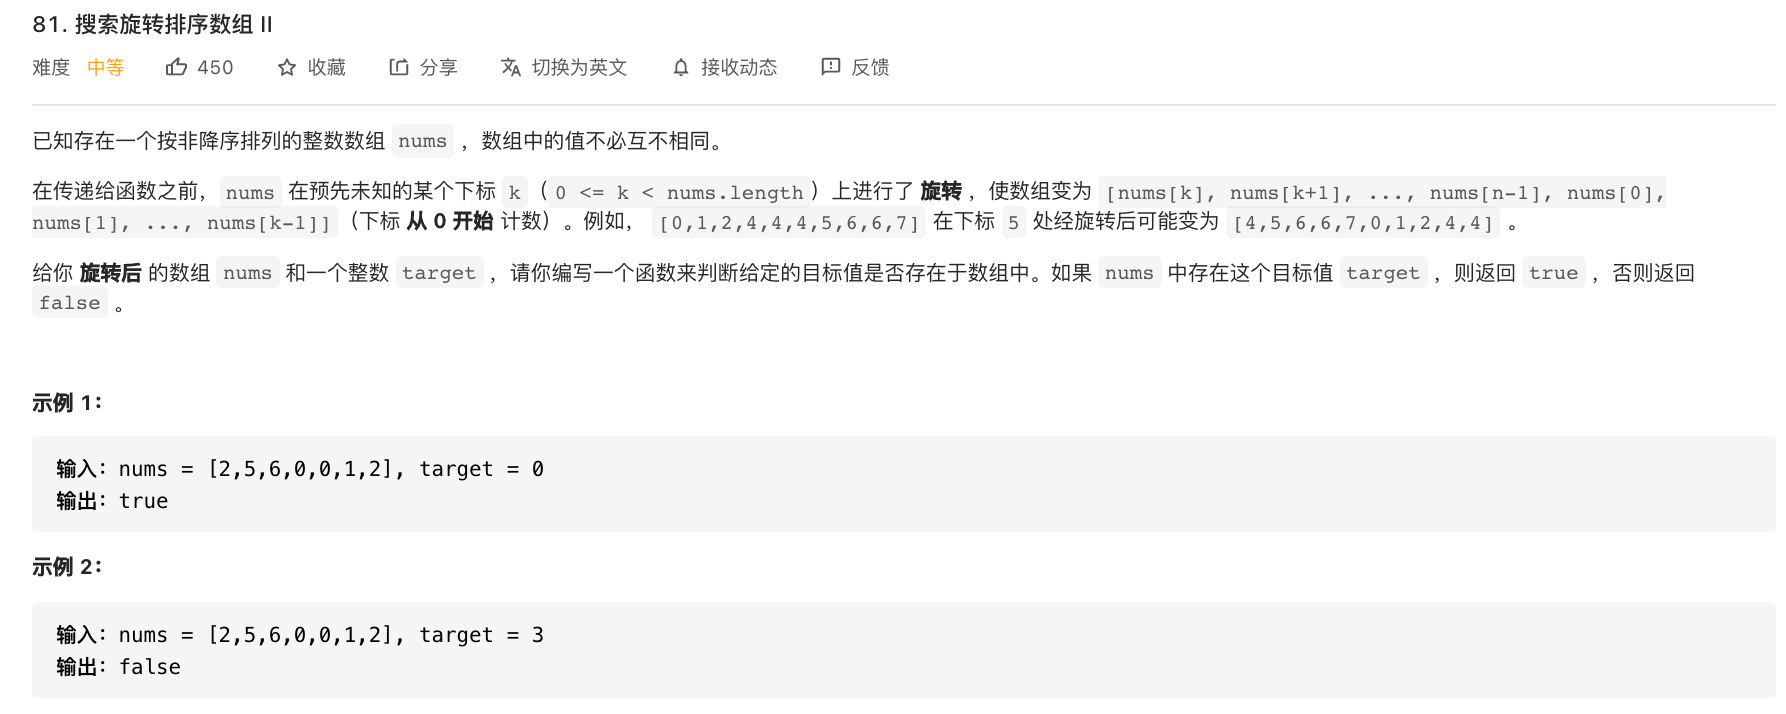 81. 搜索旋转排序数组 II
难度 中等 450 收藏 分享 切换为英文 接收动态 反馈
已知存在一个按非降序排列的整数数组 nums ，数组中的值不必互不相同。
在传递给函数之前， nums 在预先未知的某个下标 k （ 0 <= k < nums.length ）上进行了 旋转 ，使数组变为 [nums[k], nums[k+1], ..., nums[n-1], nums[0],
nums[1], ..., nums[k-1]] （下标 从 0 开始 计数）。例如， [0,1,2,4,4,4,5,6,6,7] 在下标 5 处经旋转后可能变为 [4,5,6,6,7,0,1,2,4,4] 。
给你 旋转后 的数组 nums 和一个整数 target ，请你编写一个函数来判断给定的目标值是否存在于数组中。如果 nums 中存在这个目标值 target ，则返回 true ，否则返回
false 。
示例 1：
输入：nums = [2,5,6,0,0,1,2], target = 0
输出：true
示例 2：
输入：nums = [2,5,6,0,0,1,2], target = 3
输出：false